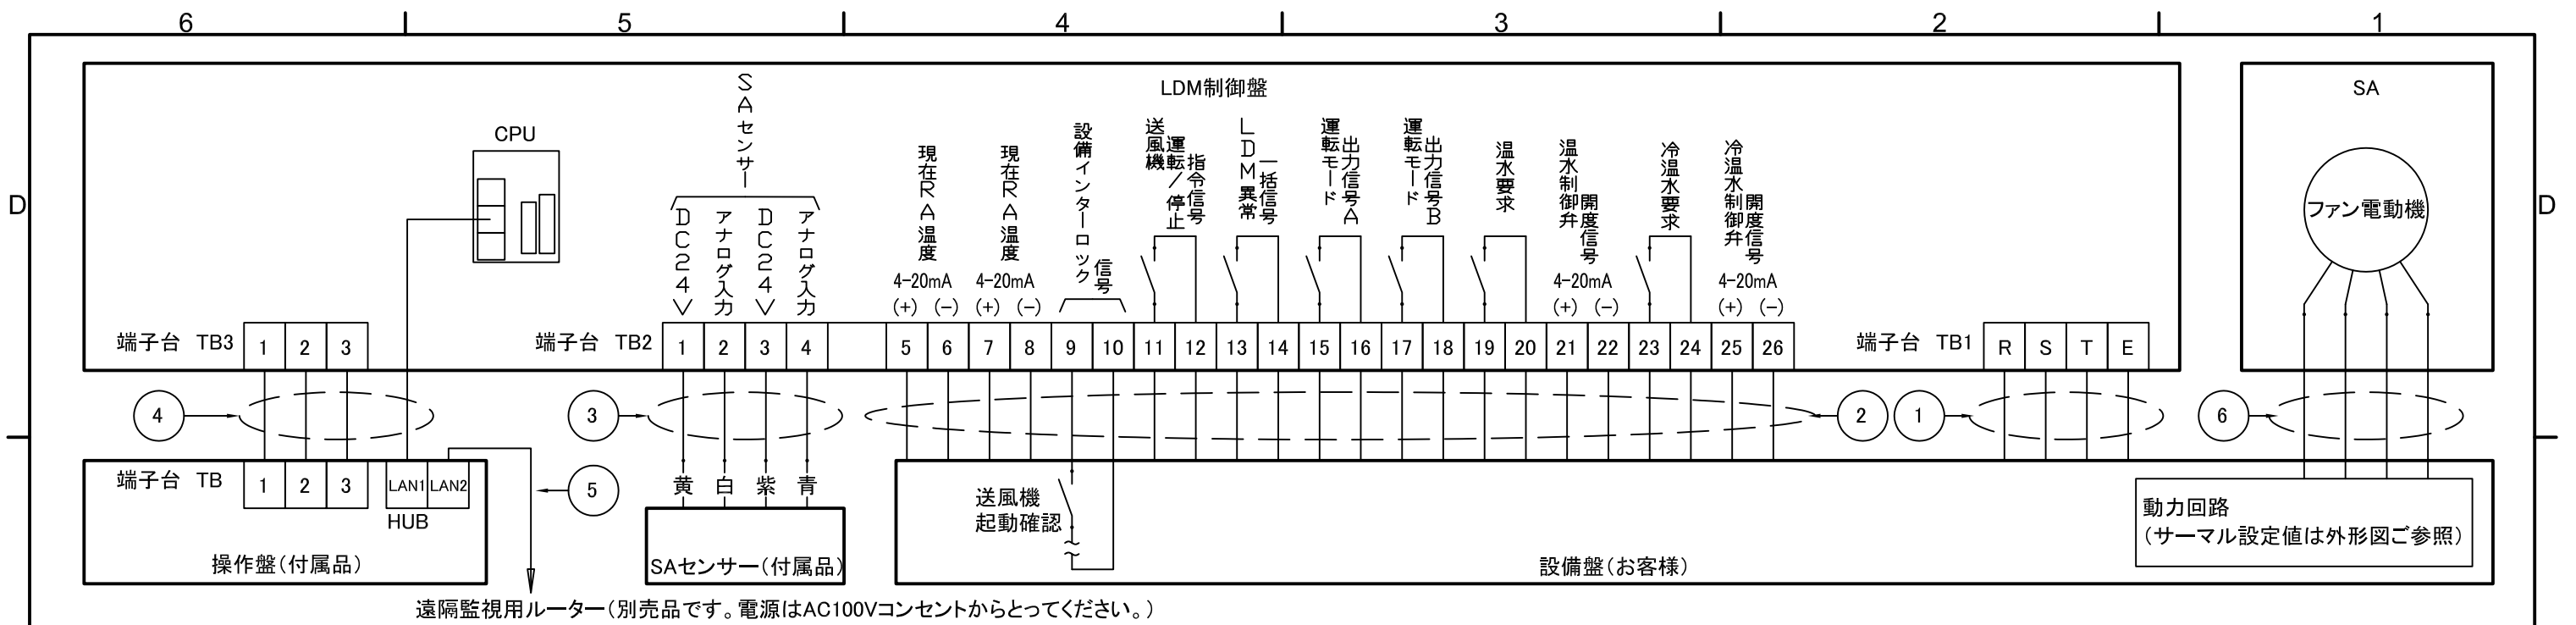 6 5 4 3 2 1
D D
LDM制御盤
SA
CPU
SAセンサー
DC24V
アナログ入力
DC24V
アナログ入力
現在RA温度
4-20mA
(+) (-)
現在RA温度
4-20mA
(+) (-)
設備インターロック
信号
送風機
運転/停止
指令信号
LDM異常
一括信号
運転モード
出力信号A
運転モード
出力信号B
温水要求
温水制御弁
開度信号
4-20mA
(+) (-)
冷温水要求
冷温水制御弁
開度信号
4-20mA
(+) (-)
ファン電動機
端子台 TB3 1 2 3
端子台 TB2 1 2 3 4 5 6 7 8 9 10 11 12 13 14 15 16 17 18 19 20 21 22 23 24 25 26
端子台 TB1 R S T E
4 3 2 1 6
端子台 TB 1 2 3 LAN1 LAN2
HUB
5
黄 白 紫 青
送風機
起動確認
動力回路
(サーマル設定値は外形図ご参照)
操作盤(付属品)
SAセンサー(付属品)
設備盤(お客様)
遠隔監視用ルーター(別売品です。電源はAC100Vコンセントからとってください。)